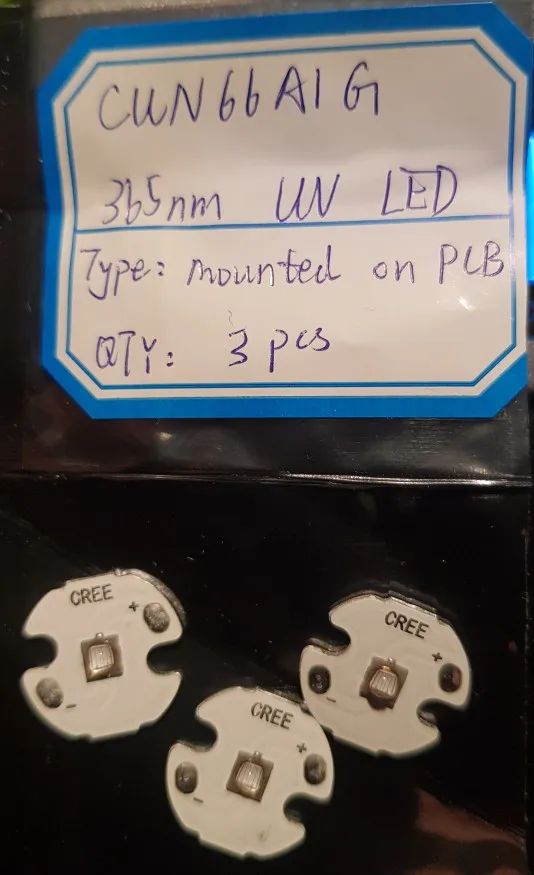 CUN66A1G
365nm UV LED
Type: mounted on PCB
QTY: 3 pcs
CREE
+
-
CREE
+
-
CREE
+
-